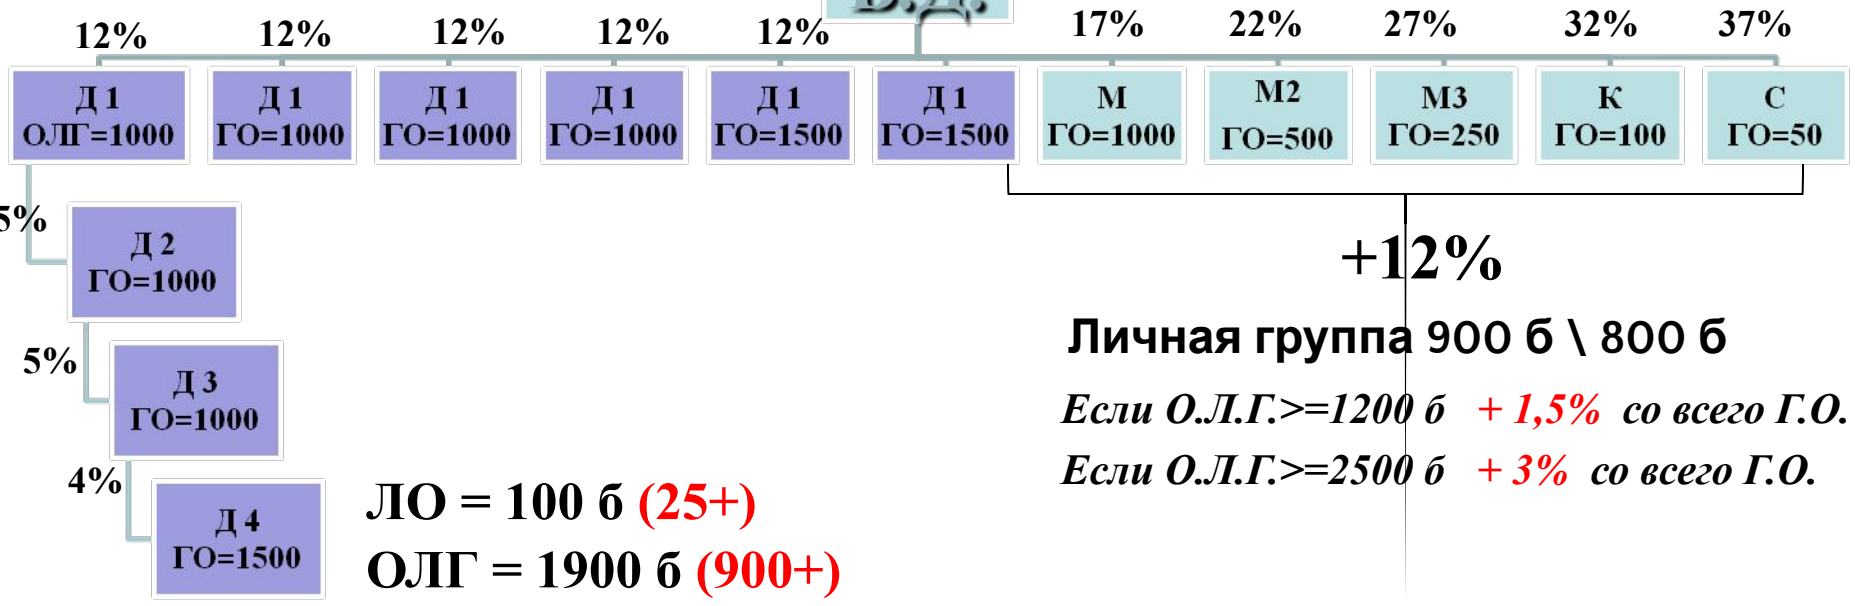 В.Д.
12% 12% 12% 12% 12% 17% 22% 27% 32% 37%
Д 1 Д 1 Д 1 Д 1 Д 1 Д 1 М М2 М3 К С
ОЛГ=1000 ГО=1000 ГО=1000 ГО=1000 ГО=1500 ГО=1500 ГО=1000 ГО=500 ГО=250 ГО=100 ГО=50
5%
Д 2
ГО=1000
+12%
5%
Д 3
ГО=1000
Личная группа 900 б \ 800 б
Если О.Л.Г.>=1200 б + 1,5% со всего Г.О.
Если О.Л.Г.>=2500 б + 3% со всего Г.О.
4%
Д 4
ГО=1500
ЛО = 100 б (25+)
ОЛГ = 1900 б (900+)